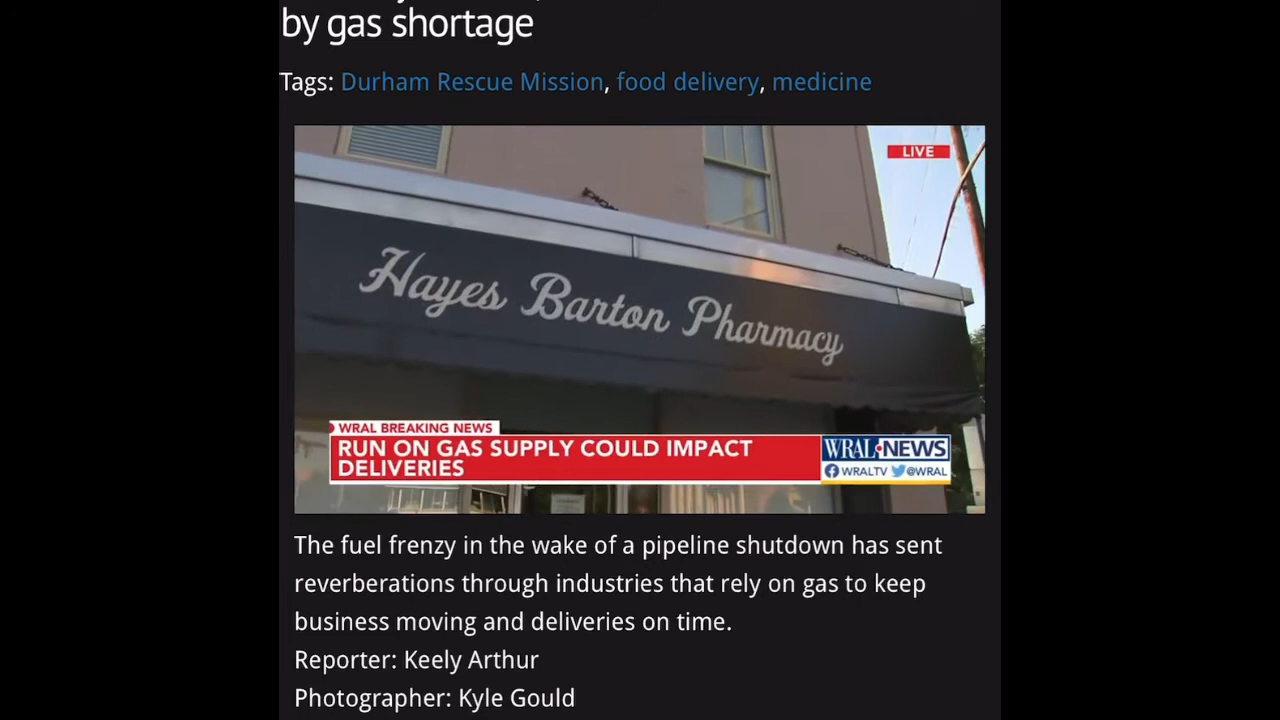 by gas shortage
Tags: Durham Rescue Mission, food delivery, medicine
LIVE
Hayes Barton Pharmacy
WRAL BREAKING NEWS
RUN ON GAS SUPPLY COULD IMPACT
DELIVERIES
WRAL NEWS
WRALTV @WRAL
The fuel frenzy in the wake of a pipeline shutdown has sent
reverberations through industries that rely on gas to keep
business moving and deliveries on time.
Reporter: Keely Arthur
Photographer: Kyle Gould